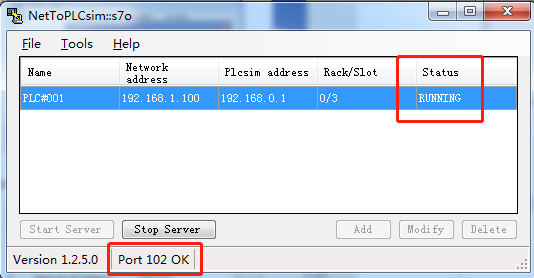 NetToPLCsim::s7o
File Tools Help
Name Network address Plcsim address Rack/Slot Status
PLC#001 192.168.1.100 192.168.0.1 0/3 RUNNING
Start Server Stop Server Add Modify Delete
Version 1.2.5.0 Port 102 OK